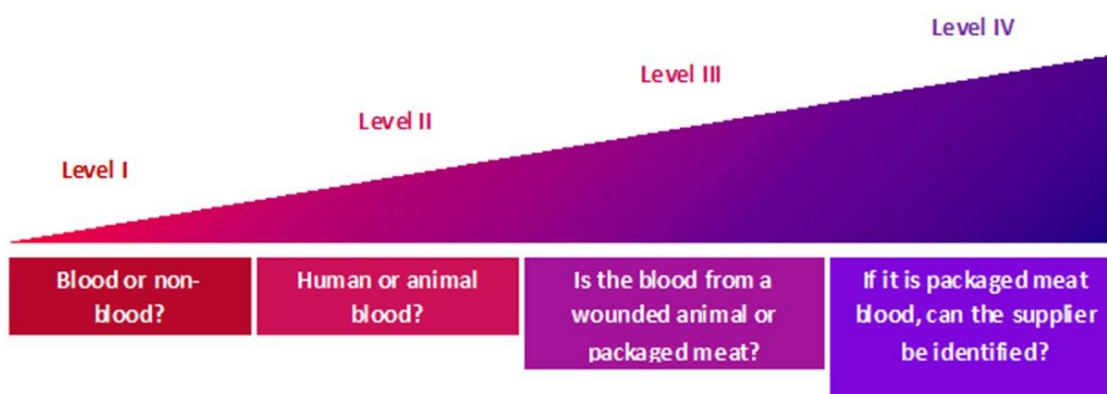 Level IV
Level III
Level II
Level I
Blood or non-
blood?
Human or animal
blood?
Is the blood from a
wounded animal or
packaged meat?
If it is packaged meat
blood, can the supplier
be identified?